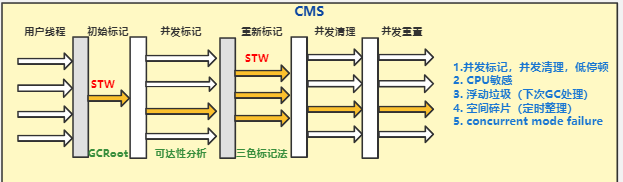 CMS
用户线程
初始标记
并发标记
重新标记
并发清理
并发重置
STW
STW
GCRoot
可达性分析
三色标记法
1.并发标记，并发清理，低停顿
2. CPU敏感
3. 浮动垃圾（下次GC处理）
4. 空间碎片（定时整理）
5. concurrent mode failure